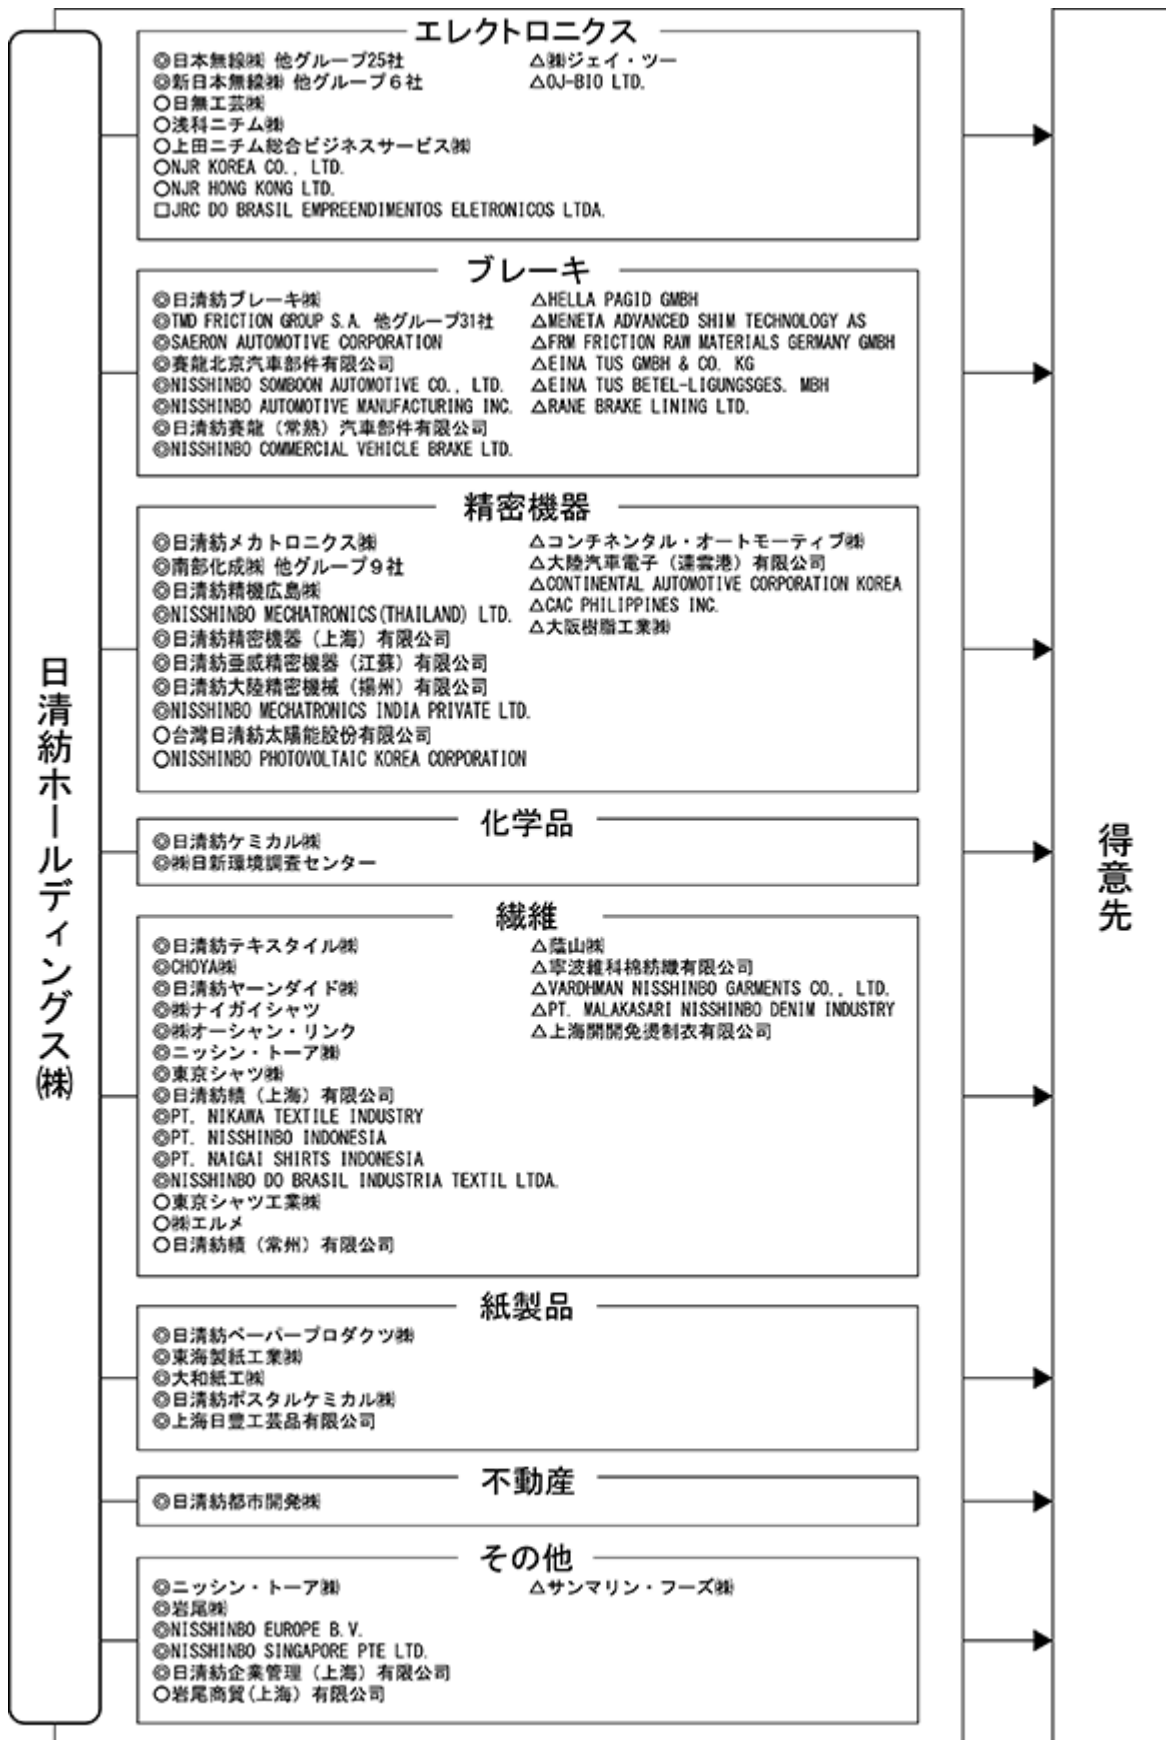 日清紡ホールディングス㈱
エレクトロニクス
◎日本無線㈱ 他グループ25社
◎新日本無線㈱ 他グループ6社
○日無工芸㈱
○浅科ニチム㈱
○上田ニチム総合ビジネスサービス㈱
○NJR KOREA CO., LTD.
○NJR HONG KONG LTD.
□JRC DO BRASIL EMPREENDIMENTOS ELETRONICOS LTDA.
△㈱ジェイ・ツー
△OJ-BIO LTD.
ブレーキ
◎日清紡ブレーキ㈱
◎TMD FRICTION GROUP S.A. 他グループ31社
◎SAERON AUTOMOTIVE CORPORATION
◎賽龍北京汽車部件有限公司
◎NISSHINBO SOMBOON AUTOMOTIVE CO., LTD.
◎NISSHINBO AUTOMOTIVE MANUFACTURING INC.
◎日清紡賽龍（常熟）汽車部件有限公司
◎NISSHINBO COMMERCIAL VEHICLE BRAKE LTD.
△HELLA PAGID GMBH
△MENETA ADVANCED SHIM TECHNOLOGY AS
△FRM FRICTION RAW MATERIALS GERMANY GMBH
△EINA TUS GMBH & CO. KG
△EINA TUS BETEL-LIGUNGSGES. MBH
△RANE BRAKE LINING LTD.
精密機器
◎日清紡メカトロニクス㈱
◎南部化成㈱ 他グループ9社
◎日清紡精機広島㈱
◎NISSHINBO MECHATRONICS(THAILAND) LTD.
◎日清紡精密機器（上海）有限公司
◎日清紡亜威精密機器（江蘇）有限公司
◎日清紡大陸精密機械（揚州）有限公司
◎NISSHINBO MECHATRONICS INDIA PRIVATE LTD.
○台灣日清紡太陽能股份有限公司
○NISSHINBO PHOTOVOLTAIC KOREA CORPORATION
△コンチネンタル・オートモーティブ㈱
△大陸汽車電子（連雲港）有限公司
△CONTINENTAL AUTOMOTIVE CORPORATION KOREA
△CAC PHILIPPINES INC.
△大阪樹脂工業㈱
化学品
◎日清紡ケミカル㈱
◎㈱日新環境調査センター
繊維
◎日清紡テキスタイル㈱
◎CHOYA㈱
◎日清紡ヤーンダイド㈱
◎㈱ナイガイシャツ
◎㈱オーシャン・リンク
◎ニッシン・トーア㈱
◎東京シャツ㈱
◎日清紡績（上海）有限公司
◎PT. NIKAWA TEXTILE INDUSTRY
◎PT. NISSHINBO INDONESIA
◎PT. NAIGAI SHIRTS INDONESIA
◎NISSHINBO DO BRASIL INDUSTRIA TEXTIL LTDA.
○東京シャツ工業㈱
○㈱エルメ
○日清紡績（常州）有限公司
△蔭山㈱
△寧波維科棉紡織有限公司
△VARDHMAN NISSHINBO GARMENTS CO., LTD.
△PT. MALAKASARI NISSHINBO DENIM INDUSTRY
△上海開開免燙制衣有限公司
紙製品
◎日清紡ペーパープロダクツ㈱
◎東海製紙工業㈱
◎大和紙工㈱
◎日清紡ポスタルケミカル㈱
◎上海日豊工芸品有限公司
不動産
◎日清紡都市開発㈱
その他
◎ニッシン・トーア㈱
◎岩尾㈱
◎NISSHINBO EUROPE B.V.
◎NISSHINBO SINGAPORE PTE LTD.
◎日清紡企業管理（上海）有限公司
○岩尾商貿(上海）有限公司
△サンマリン・フーズ㈱
得意先